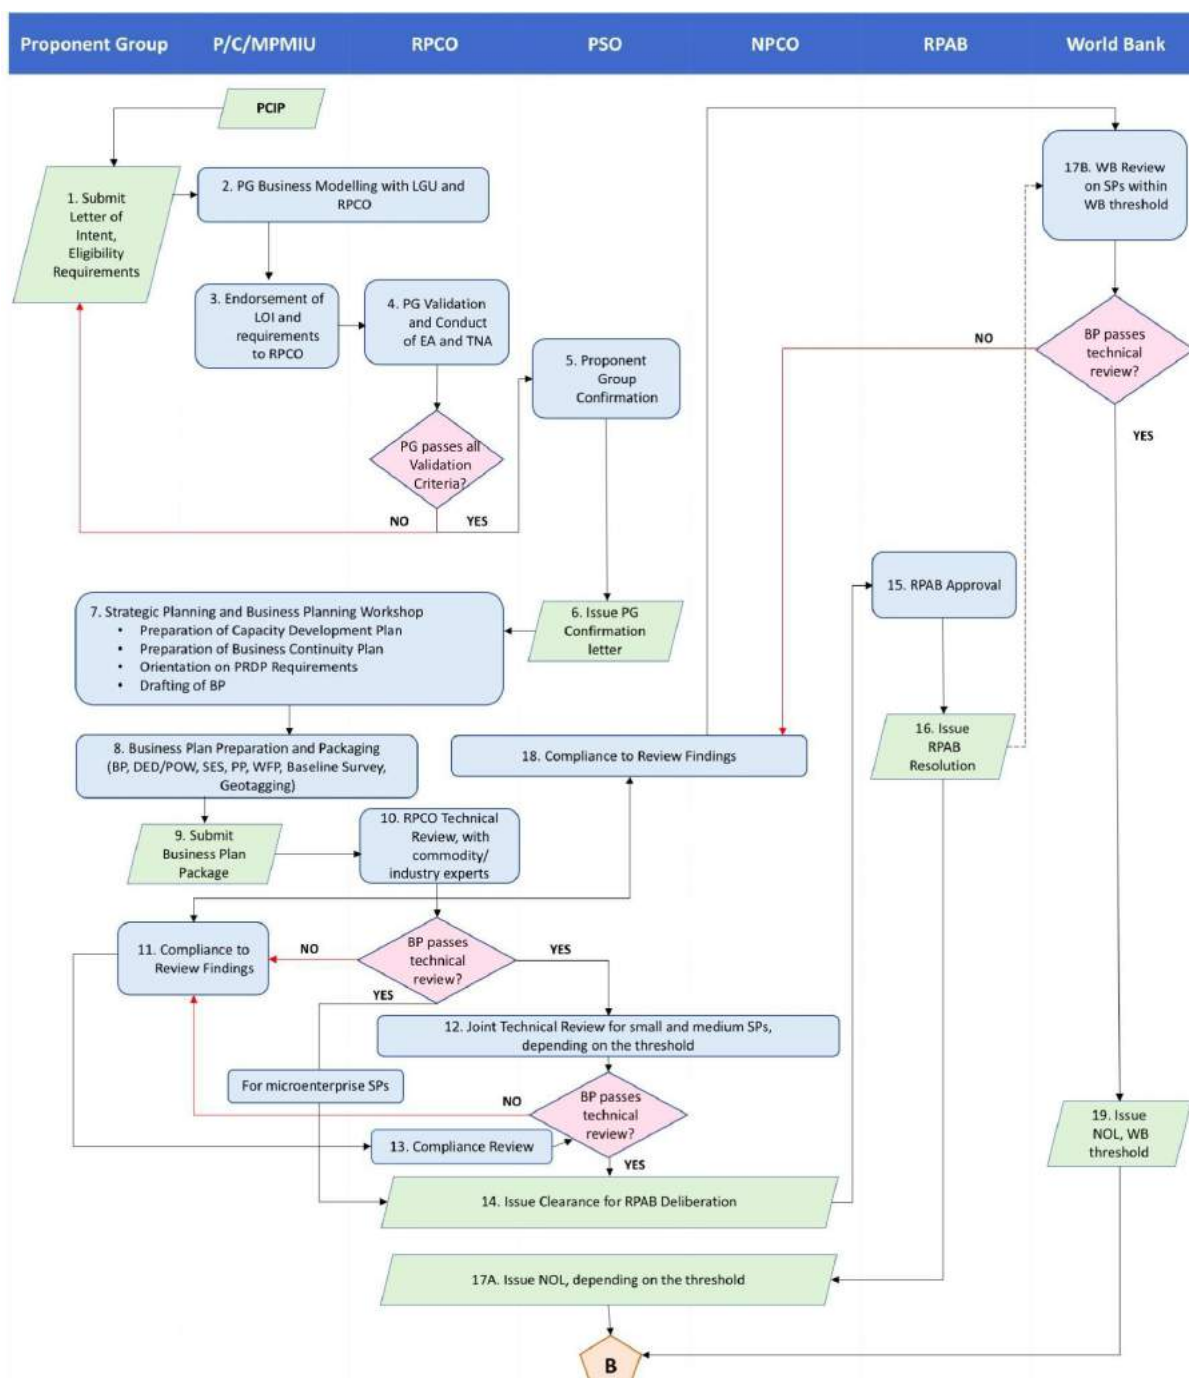 Proponent Group
P/C/MPMIU
RPCO
PSO
NPCO
RPAB
World Bank
PCIP
1. Submit
Letter of
Intent,
Eligibility
Requirements
2. PG Business Modelling with LGU and
RPCO
3. Endorsement of
LOI and
requirements
to RPCO
4. PG Validation
and Conduct
of EA and TNA
5. Proponent
Group
Confirmation
PG passes all
Validation
Criteria?
NO
YES
17B. WB Review
on SPs within
WB threshold
BP passes
technical
review?
NO
YES
6. Issue PG
Confirmation
letter
7. Strategic Planning and Business Planning Workshop
• Preparation of Capacity Development Plan
• Preparation of Business Continuity Plan
• Orientation on PRDP Requirements
• Drafting of BP
15. RPAB Approval
16. Issue
RPAB
Resolution
8. Business Plan Preparation and Packaging
(BP, DED/POW, SES, PP, WFP, Baseline Survey,
Geotagging)
18. Compliance to Review Findings
9. Submit
Business Plan
Package
10. RPCO Technical
Review, with
commodity/
industry experts
11. Compliance to
Review Findings
NO
BP passes
technical
review?
YES
YES
12. Joint Technical Review for small and medium SPs,
depending on the threshold
For microenterprise SPs
NO
BP passes
technical
review?
13. Compliance Review
YES
14. Issue Clearance for RPAB Deliberation
19. Issue
NOL, WB
threshold
17A. Issue NOL, depending on the threshold
B